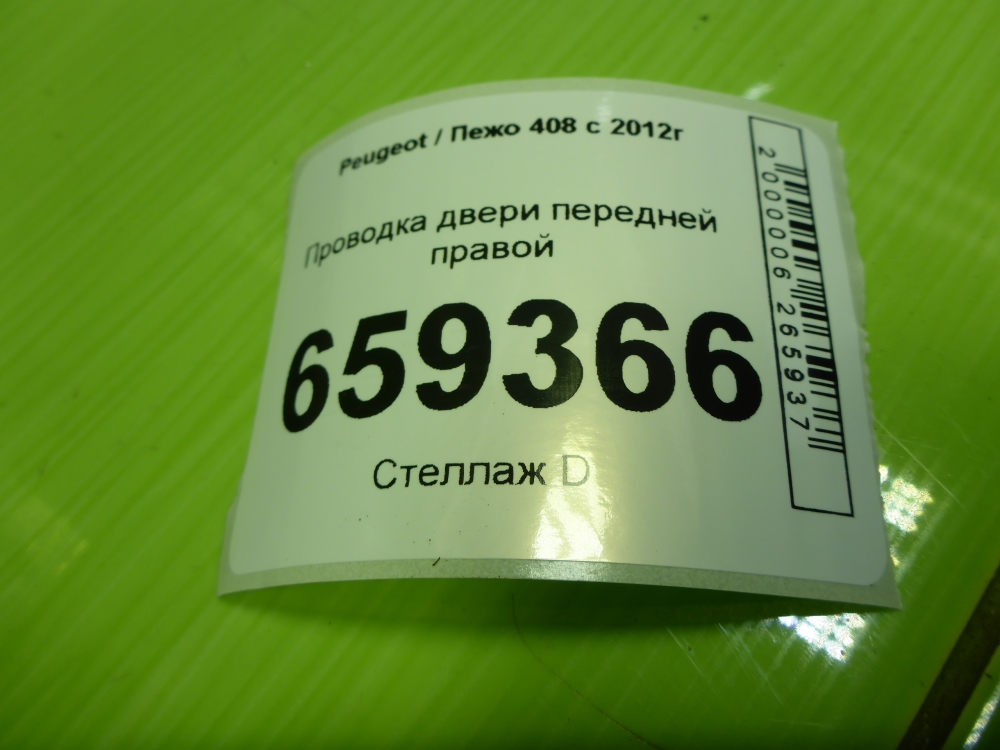 Peugeot / Пежо 408 с 2012г
Проводка двери передней
правой
659366
Стеллаж D
2000006265937